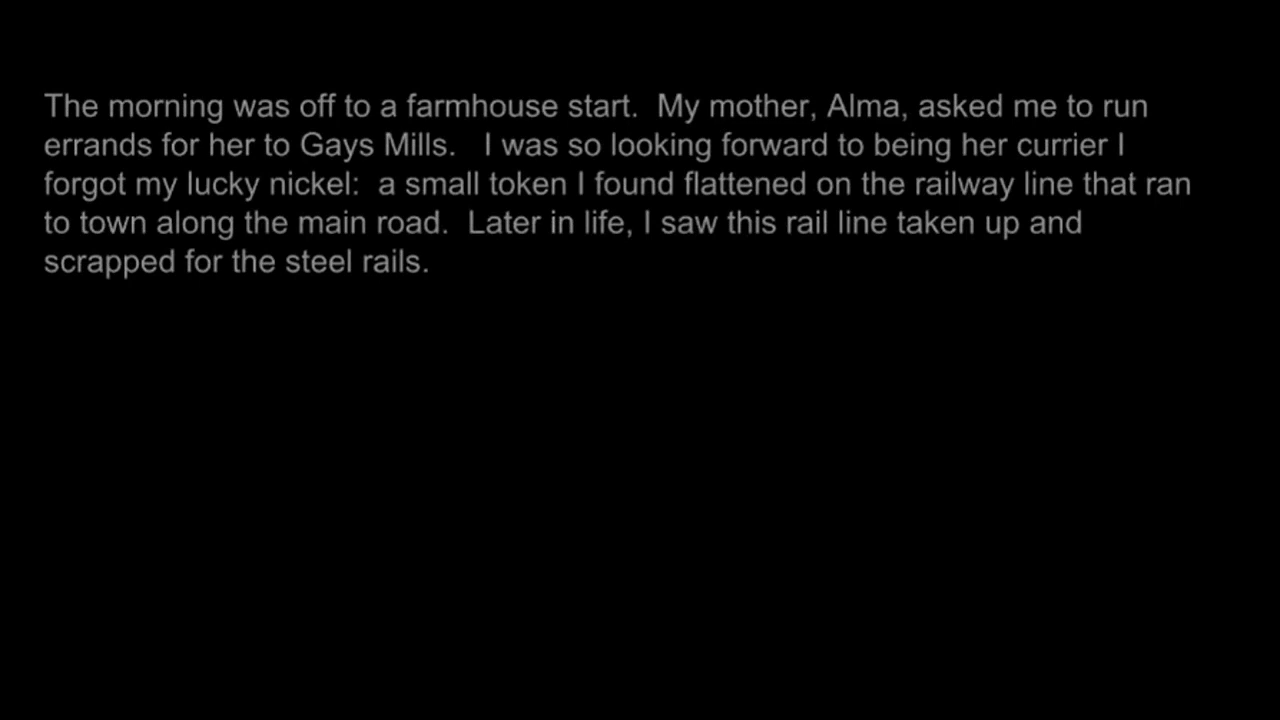 The morning was off to a farmhouse start.  My mother, Alma, asked me to run
errands for her to Gays Mills.   I was so looking forward to being her currier I
forgot my lucky nickel:  a small token I found flattened on the railway line that ran
to town along the main road.  Later in life, I saw this rail line taken up and
scrapped for the steel rails.